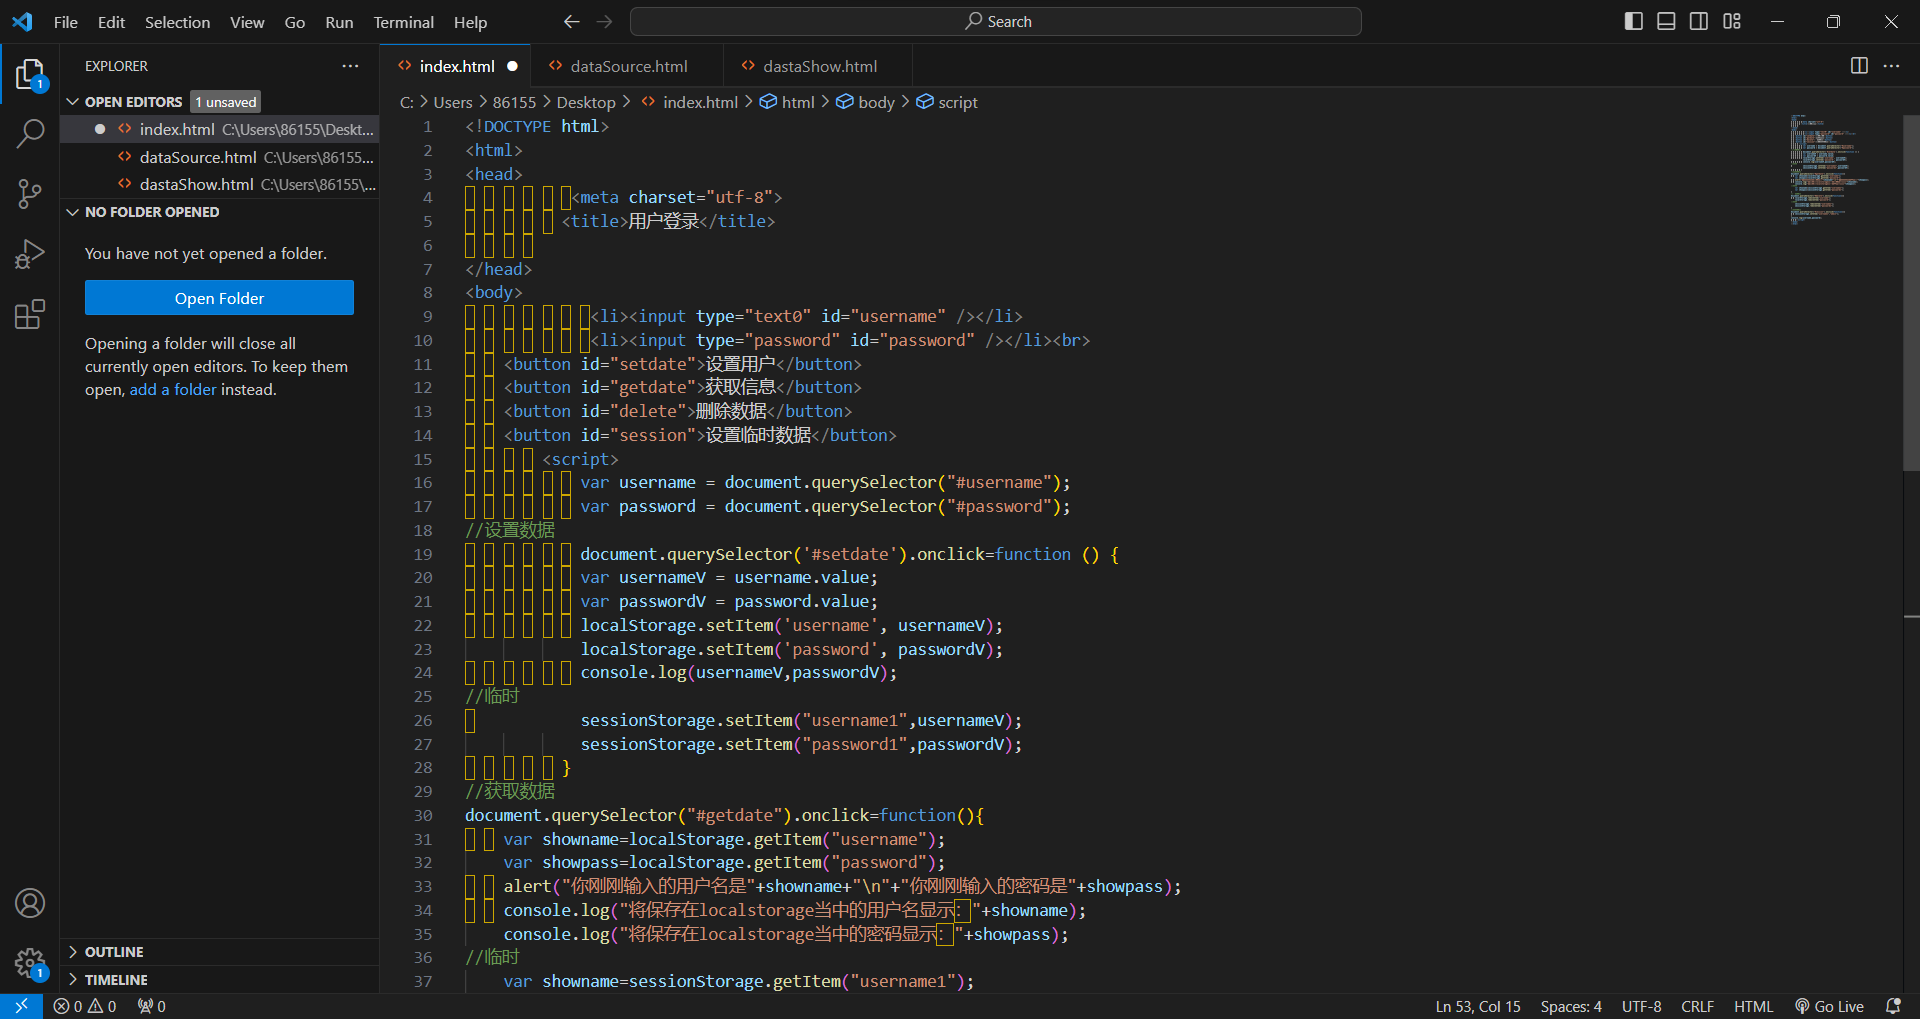 File Edit Selection View Go Run Terminal Help
Search
EXPLORER
1
OPEN EDITORS 1 unsaved
index.html C:\Users\86155\Deskt...
dataSource.html C:\Users\86155...
dastaShow.html C:\Users\86155\...
NO FOLDER OPENED
You have not yet opened a folder.
Open Folder
Opening a folder will close all
currently open editors. To keep them
open, add a folder instead.
OUTLINE
TIMELINE
1
index.html dataSource.html dastaShow.html
C: > Users > 86155 > Desktop > index.html > html > body > script
1 <!DOCTYPE html>
2 <html>
3 <head>
4 <meta charset="utf-8">
5 <title>用户登录</title>
6
7 </head>
8 <body>
9 <li><input type="text0" id="username" /></li>
10 <li><input type="password" id="password" /></li><br>
11 <button id="setdate">设置用户</button>
12 <button id="getdate">获取信息</button>
13 <button id="delete">删除数据</button>
14 <button id="session">设置临时数据</button>
15 <script>
16 var username = document.querySelector("#username");
17 var password = document.querySelector("#password");
18 //设置数据
19 document.querySelector('#setdate').onclick=function () {
20 var usernameV = username.value;
21 var passwordV = password.value;
22 localStorage.setItem('username', usernameV);
23 localStorage.setItem('password', passwordV);
24 console.log(usernameV,passwordV);
25 //临时
26 sessionStorage.setItem("username1",usernameV);
27 sessionStorage.setItem("password1",passwordV);
28 }
29 //获取数据
30 document.querySelector("#getdate").onclick=function(){
31 var showname=localStorage.getItem("username");
32 var showpass=localStorage.getItem("password");
33 alert("你刚刚输入的用户名是"+showname+"\n"+"你刚刚输入的密码是"+showpass);
34 console.log("将保存在localstorage当中的用户名显示："+showname);
35 console.log("将保存在localstorage当中的密码显示："+showpass);
36 //临时
37 var showname=sessionStorage.getItem("username1");
0 0 0 Ln 53, Col 15 Spaces: 4 UTF-8 CRLF HTML Go Live